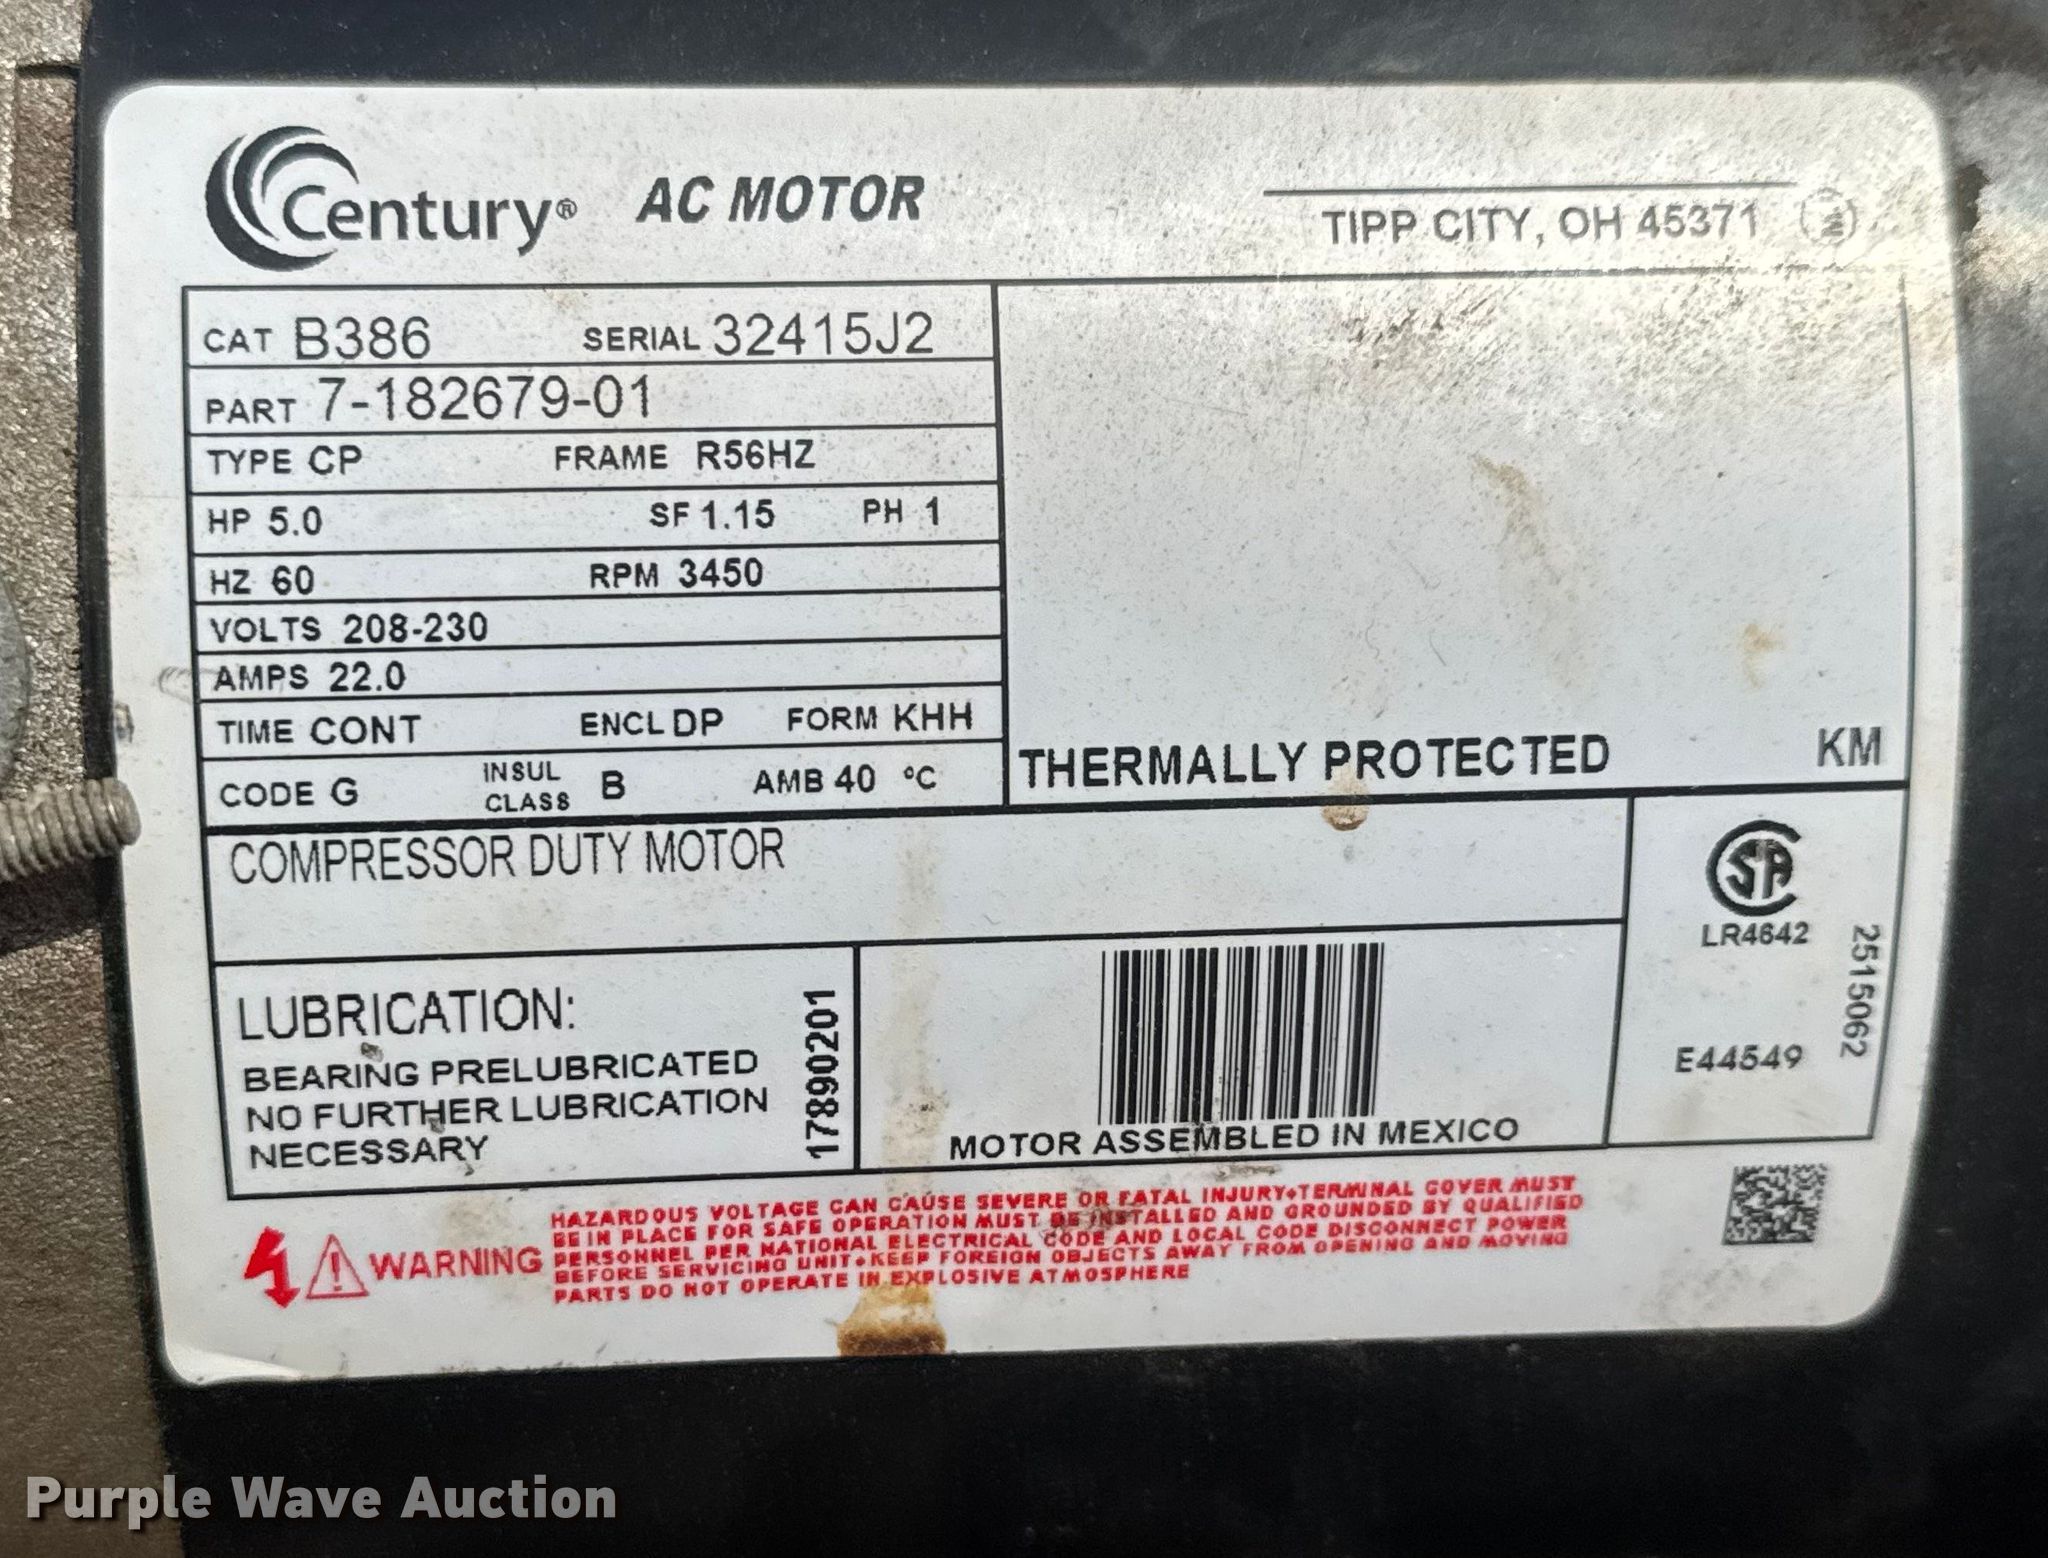 Century® AC MOTOR
TIPP CITY, OH 45371
CAT B386 SERIAL 32415J2
PART 7-182679-01
TYPE CP FRAME R56HZ
HP 5.0 SF 1.15 PH 1
HZ 60 RPM 3450
VOLTS 208-230
AMPS 22.0
TIME CONT ENCL DP FORM KHH
CODE G INSUL CLASS B AMB 40 °C
THERMALLY PROTECTED KM
COMPRESSOR DUTY MOTOR
SA
LR4642
2515062
E44549
LUBRICATION:
BEARING PRELUBRICATED
NO FURTHER LUBRICATION
NECESSARY
17890201
MOTOR ASSEMBLED IN MEXICO
WARNING
HAZARDOUS VOLTAGE CAN CAUSE SEVERE OR FATAL INJURY•TERMINAL COVER MUST
BE IN PLACE FOR SAFE OPERATION MUST BE INSTALLED AND GROUNDED BY QUALIFIED
PERSONNEL PER NATIONAL ELECTRICAL CODE AND LOCAL CODE DISCONNECT POWER
BEFORE SERVICING UNIT•KEEP FOREIGN OBJECTS AWAY FROM OPENING AND MOVING
PARTS DO NOT OPERATE IN EXPLOSIVE ATMOSPHERE
Purple Wave Auction